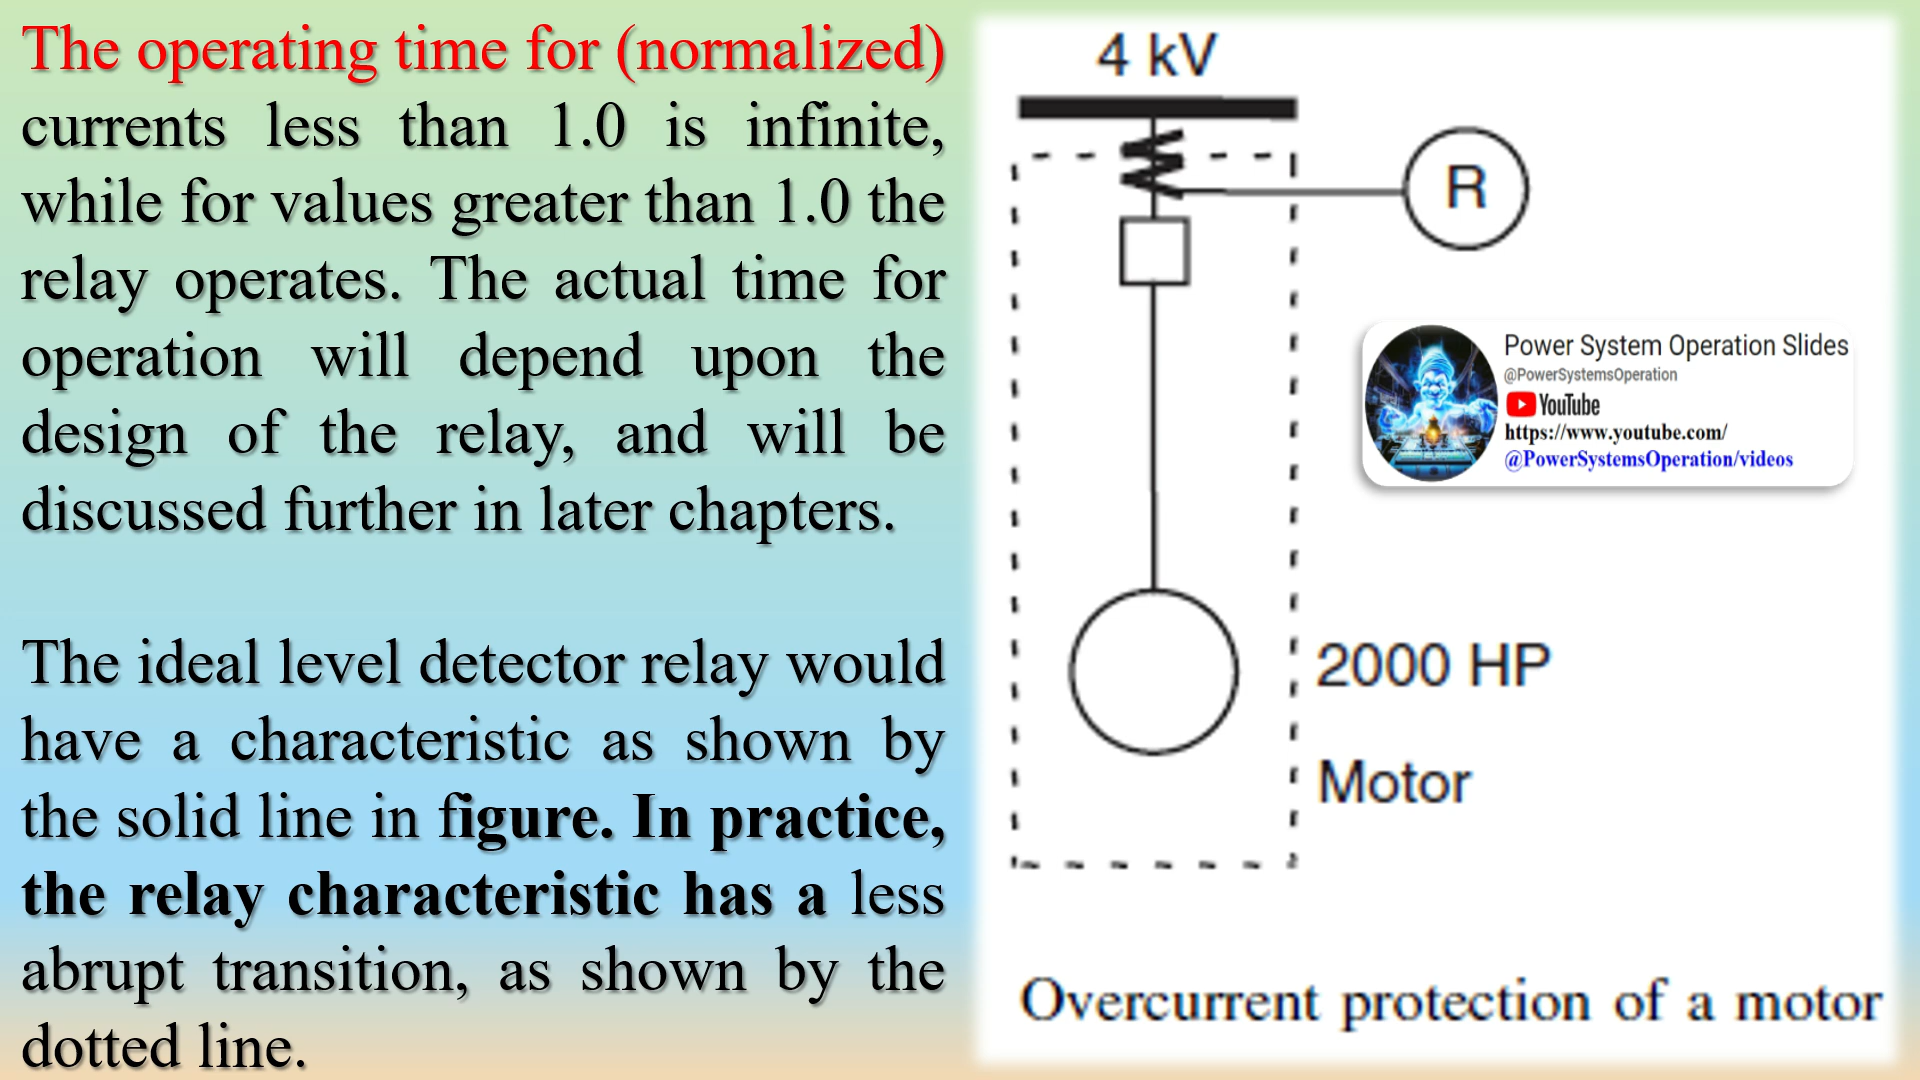 The operating time for (normalized)
currents less than 1.0 is infinite,
while for values greater than 1.0 the
relay operates. The actual time for
operation will depend upon the
design of the relay, and will be
discussed further in later chapters.
The ideal level detector relay would
have a characteristic as shown by
the solid line in figure. In practice,
the relay characteristic has a less
abrupt transition, as shown by the
dotted line.
4 kV
R
Power System Operation Slides
@PowerSystemsOperation
YouTube
https://www.youtube.com/
@PowerSystemsOperation/videos
2000 HP
Motor
Overcurrent protection of a motor